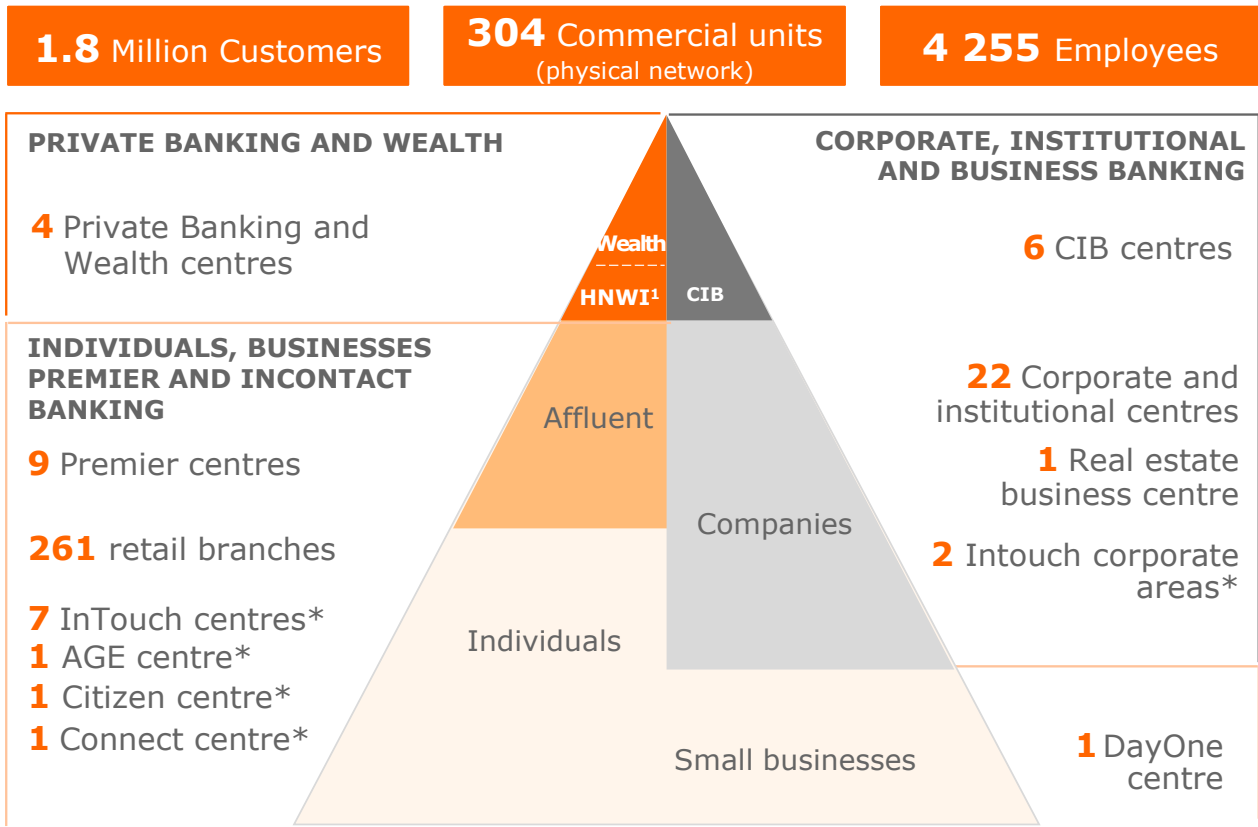 1.8 Million Customers
304 Commercial units
(physical network)
4 255 Employees
PRIVATE BANKING AND WEALTH
4 Private Banking and
Wealth centres
CORPORATE, INSTITUTIONAL
AND BUSINESS BANKING
6 CIB centres
Wealth
HNWI¹
CIB
INDIVIDUALS, BUSINESSES
PREMIER AND INCONTACT
BANKING
9 Premier centres
261 retail branches
7 InTouch centres*
1 AGE centre*
1 Citizen centre*
1 Connect centre*
Affluent
Individuals
Companies
Small businesses
22 Corporate and
institutional centres
1 Real estate
business centre
2 Intouch corporate
areas*
1 DayOne
centre